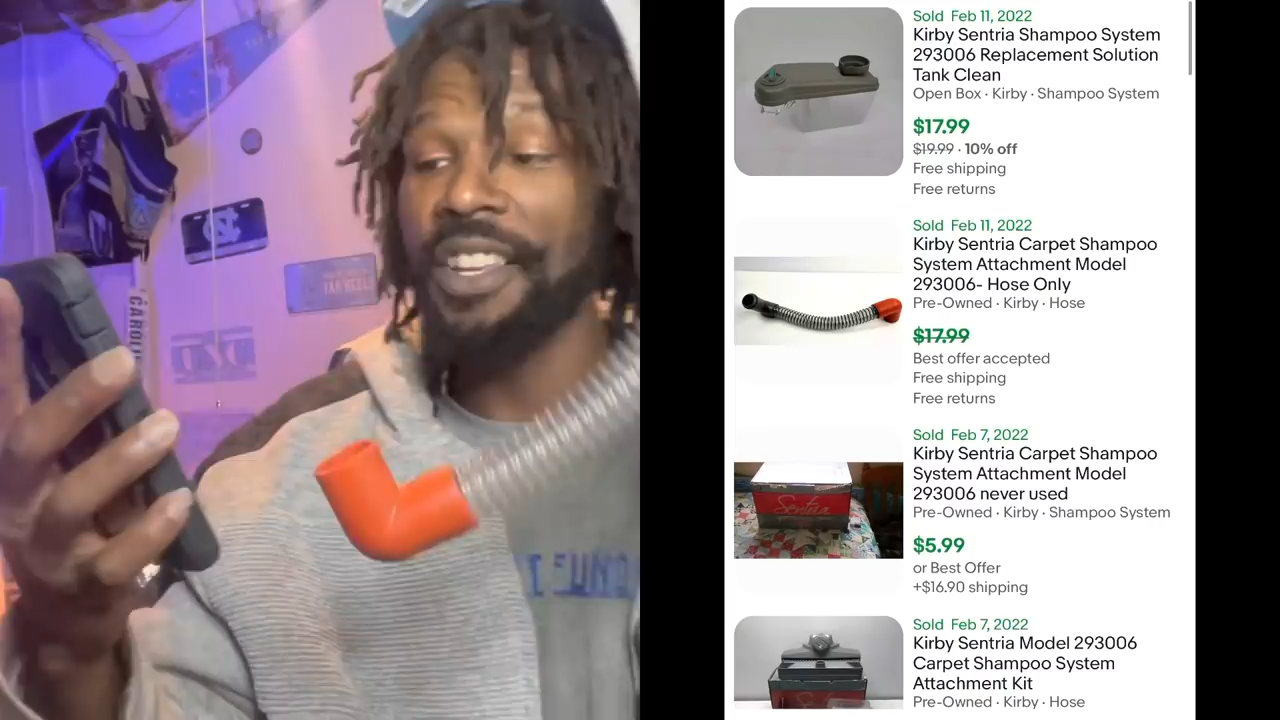 CAROLI
NC
TAR HEELS
Sold Feb 11, 2022
Kirby Sentria Shampoo System
293006 Replacement Solution
Tank Clean
Open Box · Kirby · Shampoo System
$17.99
$19.99 · 10% off
Free shipping
Free returns
Sold Feb 11, 2022
Kirby Sentria Carpet Shampoo
System Attachment Model
293006- Hose Only
Pre-Owned · Kirby · Hose
$17.99
Best offer accepted
Free shipping
Free returns
Sold Feb 7, 2022
Kirby Sentria Carpet Shampoo
System Attachment Model
293006 never used
Pre-Owned · Kirby · Shampoo System
$5.99
or Best Offer
+$16.90 shipping
Sentria
Sold Feb 7, 2022
Kirby Sentria Model 293006
Carpet Shampoo System
Attachment Kit
Pre-Owned · Kirby · Hose